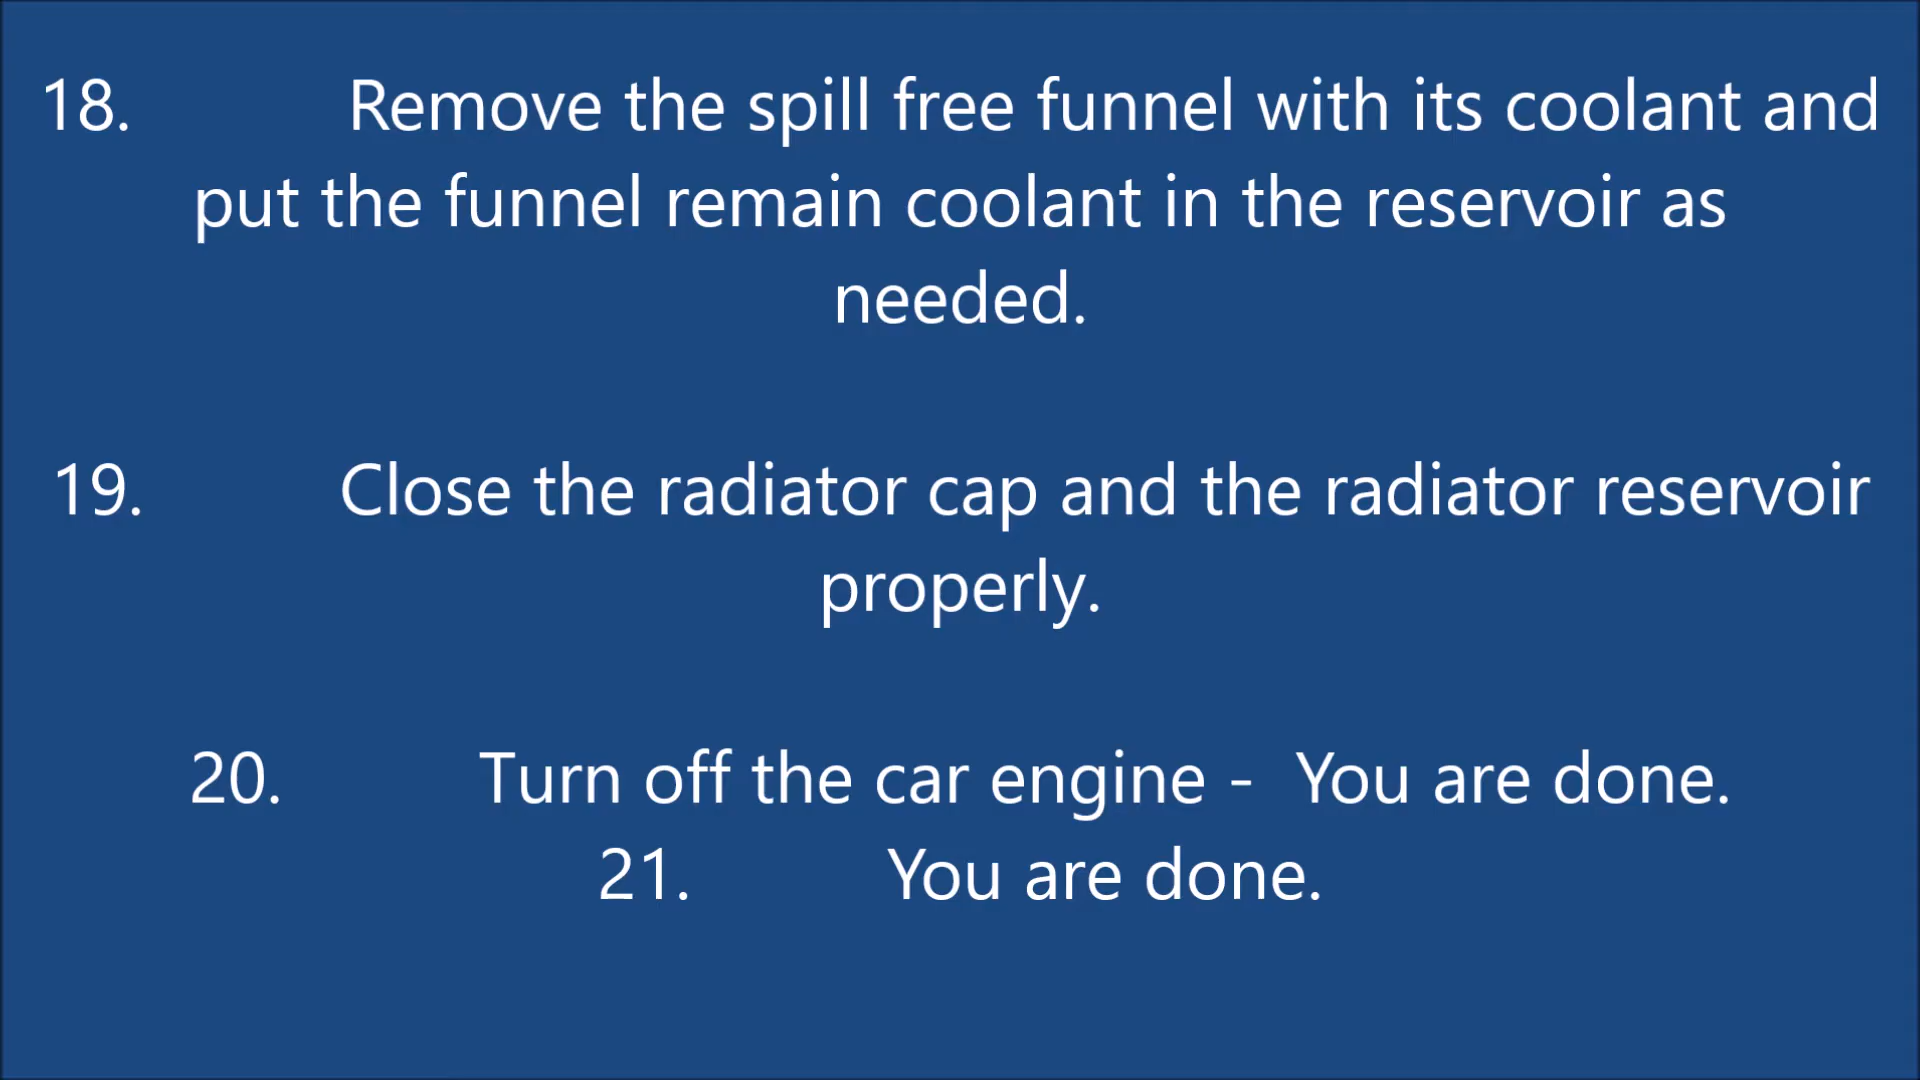 18. Remove the spill free funnel with its coolant and
put the funnel remain coolant in the reservoir as
needed.
19. Close the radiator cap and the radiator reservoir
properly.
20. Turn off the car engine - You are done.
21. You are done.